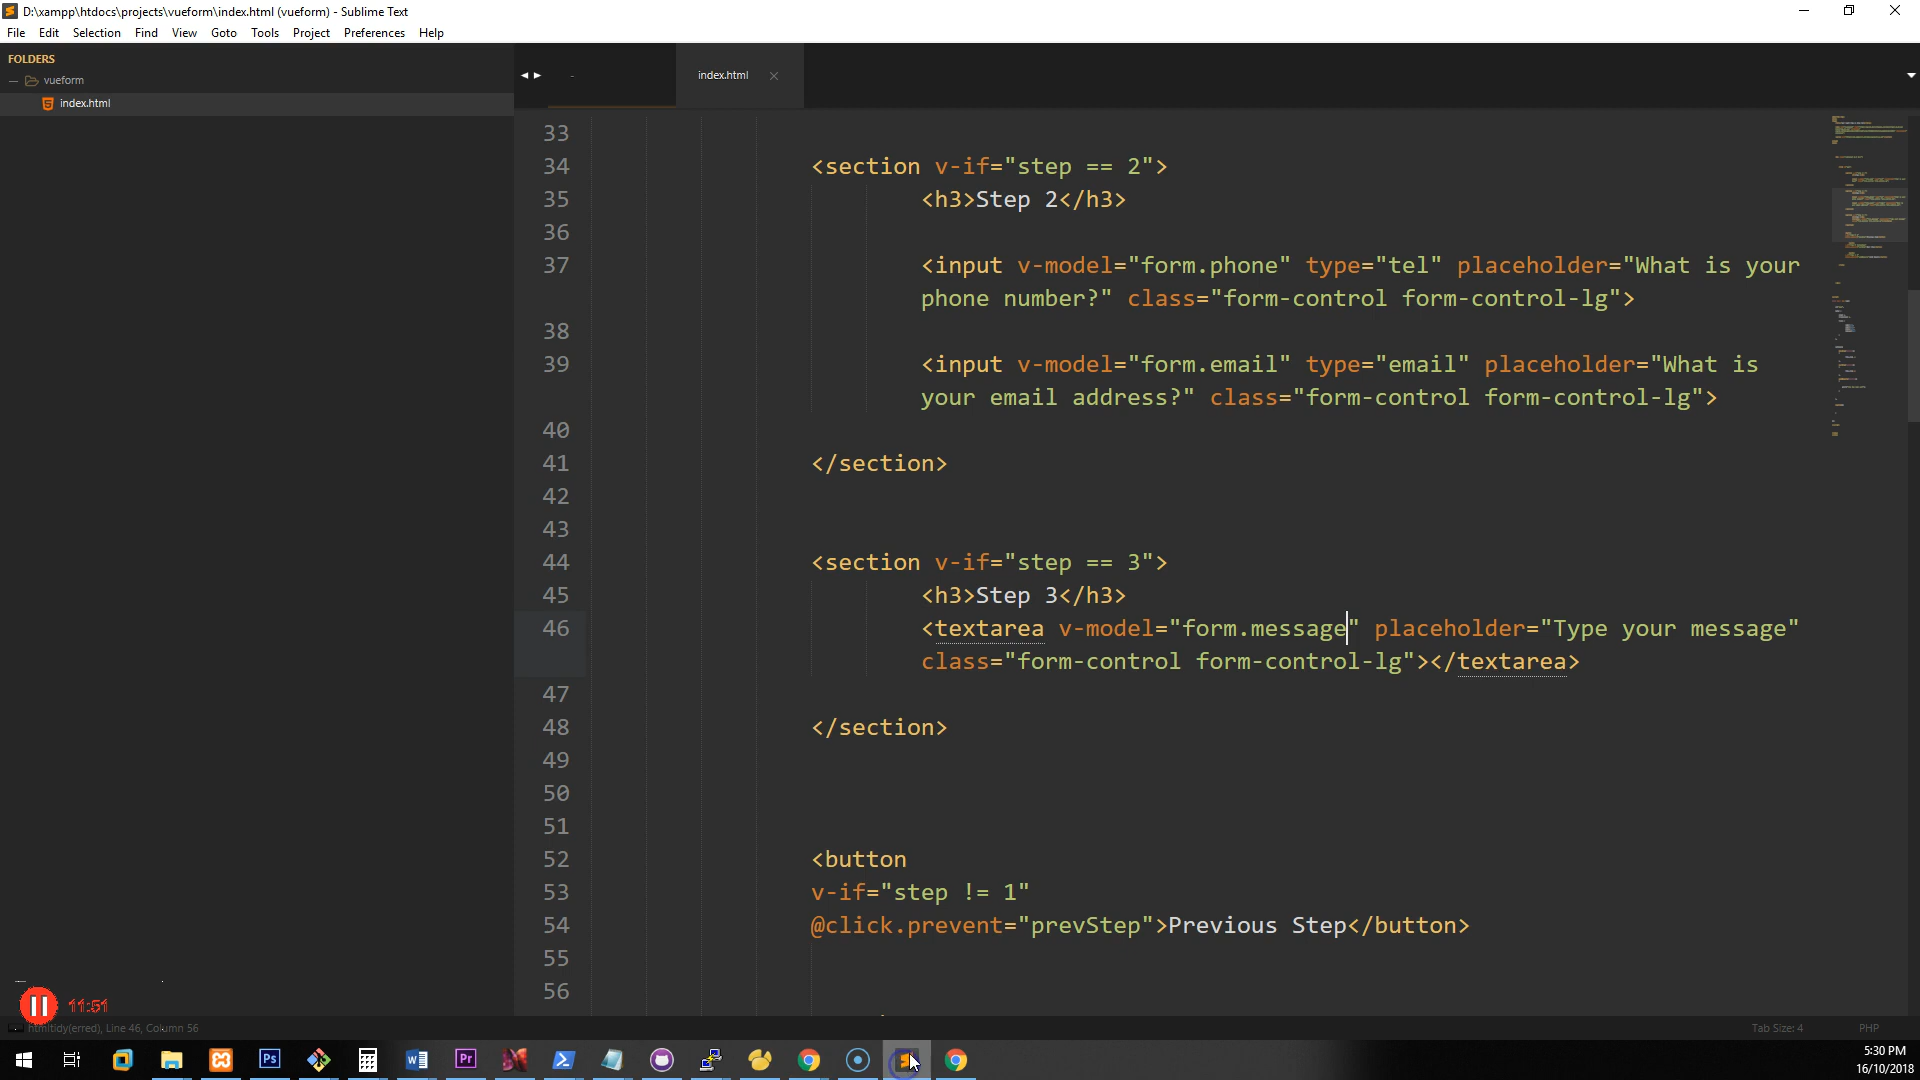 D:\xampp\htdocs\projects\vueform\index.html (vueform) - Sublime Text
File Edit Selection Find View Goto Tools Project Preferences Help
FOLDERS
vueform
index.html
index.html
33
34 <section v-if="step == 2">
35 <h3>Step 2</h3>
36
37 <input v-model="form.phone" type="tel" placeholder="What is your
phone number?" class="form-control form-control-lg">
38
39 <input v-model="form.email" type="email" placeholder="What is
your email address?" class="form-control form-control-lg">
40
41 </section>
42
43
44 <section v-if="step == 3">
45 <h3>Step 3</h3>
46 <textarea v-model="form.message" placeholder="Type your message"
class="form-control form-control-lg"></textarea>
47
48 </section>
49
50
51
52 <button
53 v-if="step != 1"
54 @click.prevent="prevStep">Previous Step</button>
55
56
11:51
htmltidy(erred), Line 46, Column 56
Tab Size: 4
PHP
Ps
Pr
5:30 PM
16/10/2018